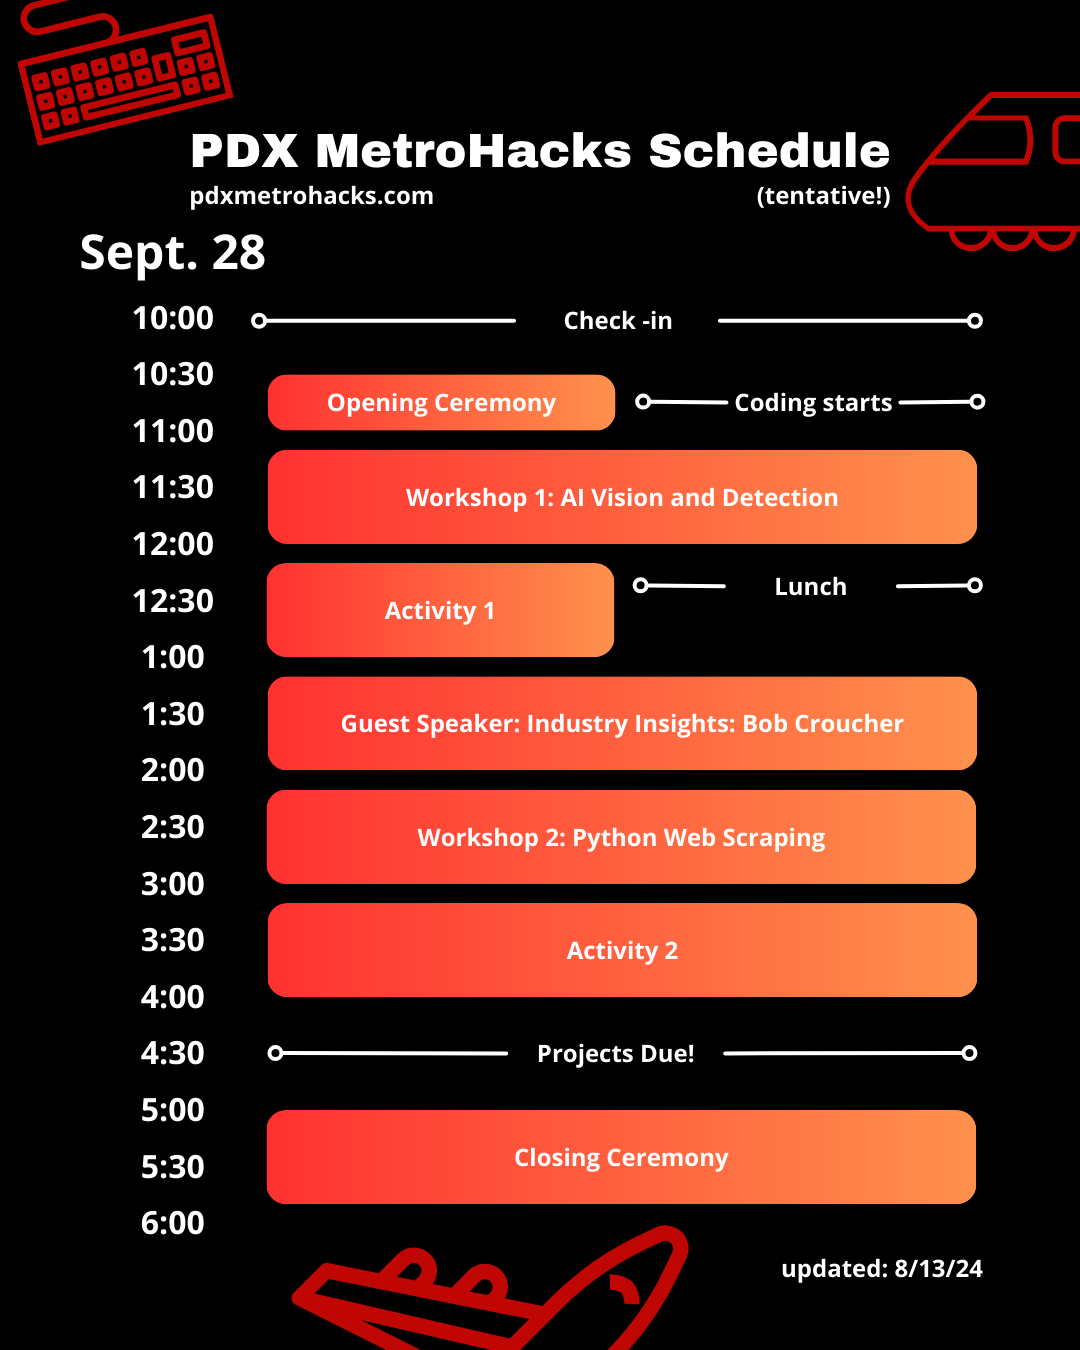 PDX MetroHacks Schedule
pdxmetrohacks.com (tentative!)
Sept. 28
10:00 Check -in
10:30
Opening Ceremony Coding starts
11:00
11:30 Workshop 1: AI Vision and Detection
12:00
Lunch
12:30 Activity 1
1:00
1:30 Guest Speaker: Industry Insights: Bob Croucher
2:00
2:30 Workshop 2: Python Web Scraping
3:00
3:30 Activity 2
4:00
4:30 Projects Due!
5:00
5:30 Closing Ceremony
6:00
updated: 8/13/24